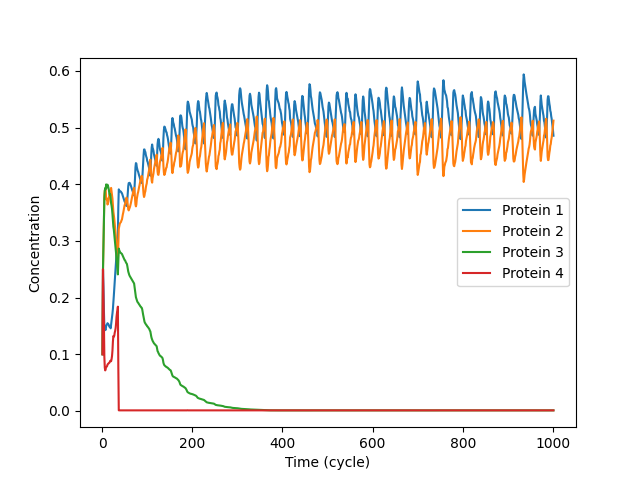 0.6
0.5
0.4
0.3
0.2
0.1
0.0
Concentration
Protein 1
Protein 2
Protein 3
Protein 4
0 200 400 600 800 1000
Time (cycle)